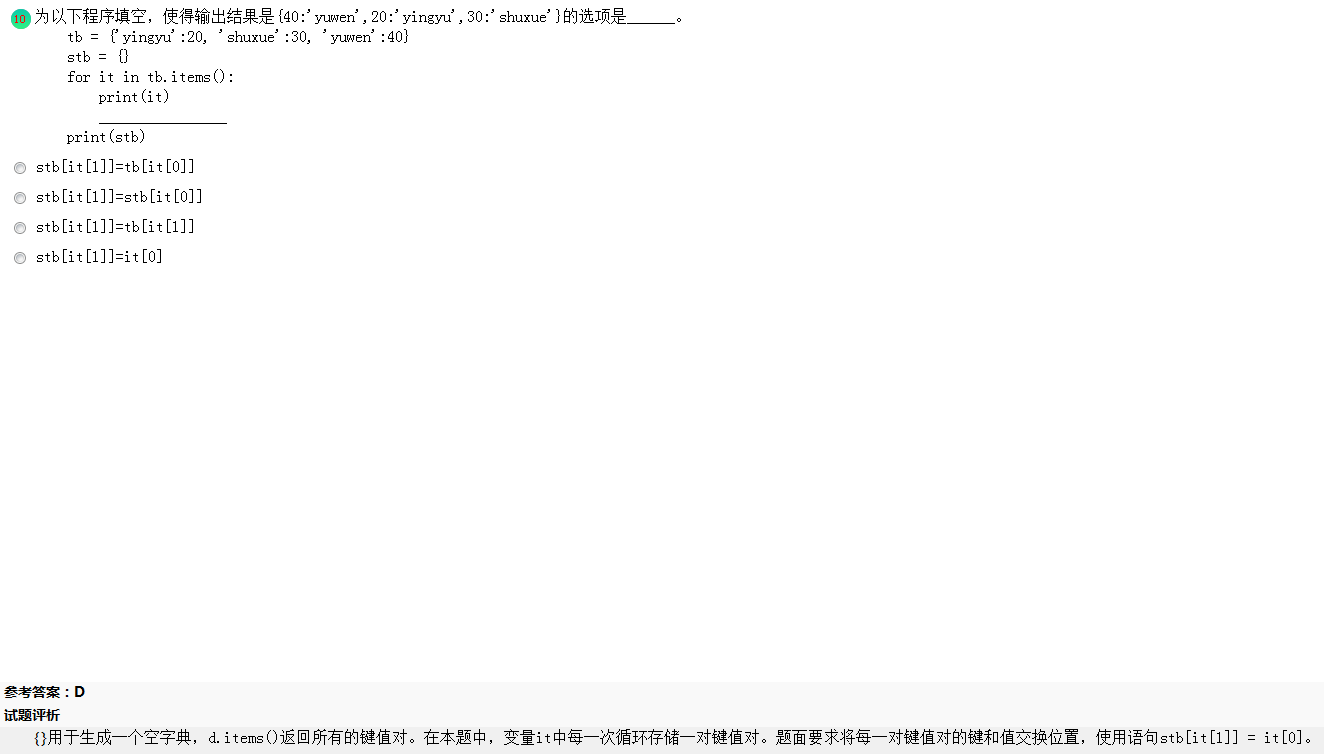 10 为以下程序填空，使得输出结果是{40:'yuwen',20:'yingyu',30:'shuxue'}的选项是______。
tb = {'yingyu':20, 'shuxue':30, 'yuwen':40}
stb = {}
for it in tb.items():
print(it)
________________
print(stb)
stb[it[1]]=tb[it[0]]
stb[it[1]]=stb[it[0]]
stb[it[1]]=tb[it[1]]
stb[it[1]]=it[0]
参考答案：D
试题评析
{}用于生成一个空字典，d.items()返回所有的键值对。在本题中，变量it中每一次循环存储一对键值对。题面要求将每一对键值对的键和值交换位置，使用语句stb[it[1]] = it[0]。